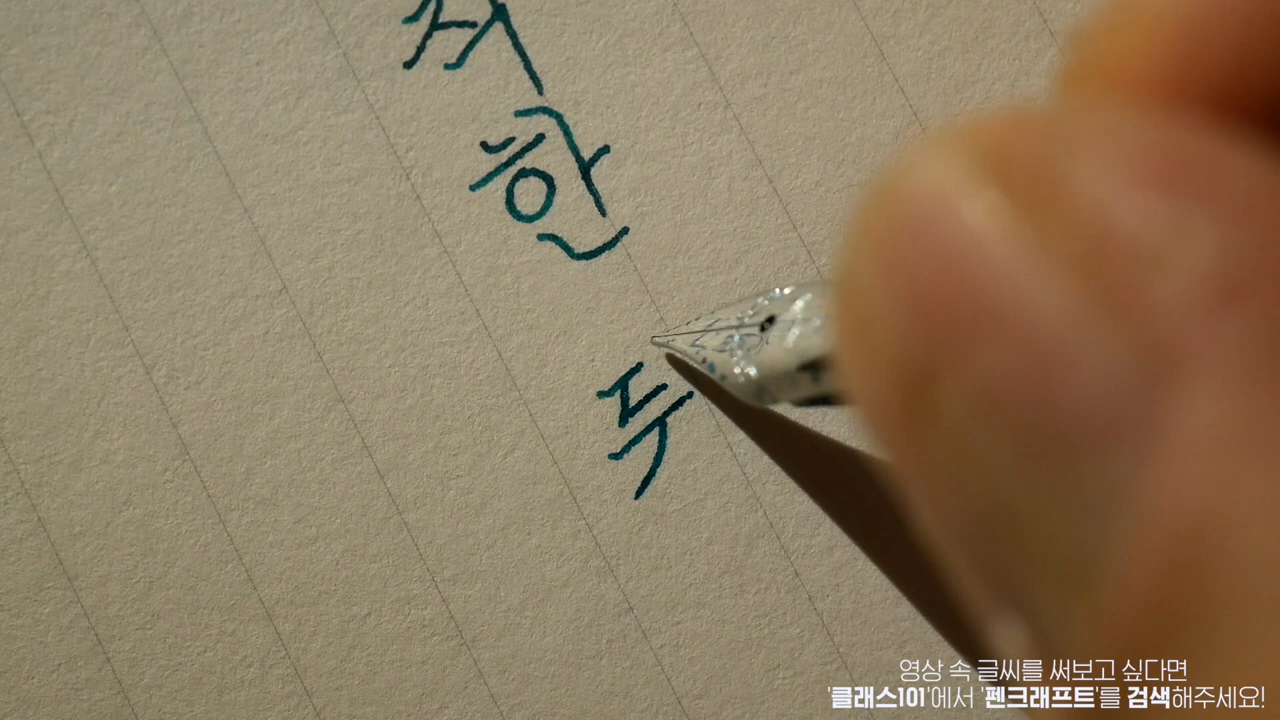 한
영상 속 글씨를 써보고 싶다면
'클래스101'에서 '펜크래프트'를 검색해주세요!